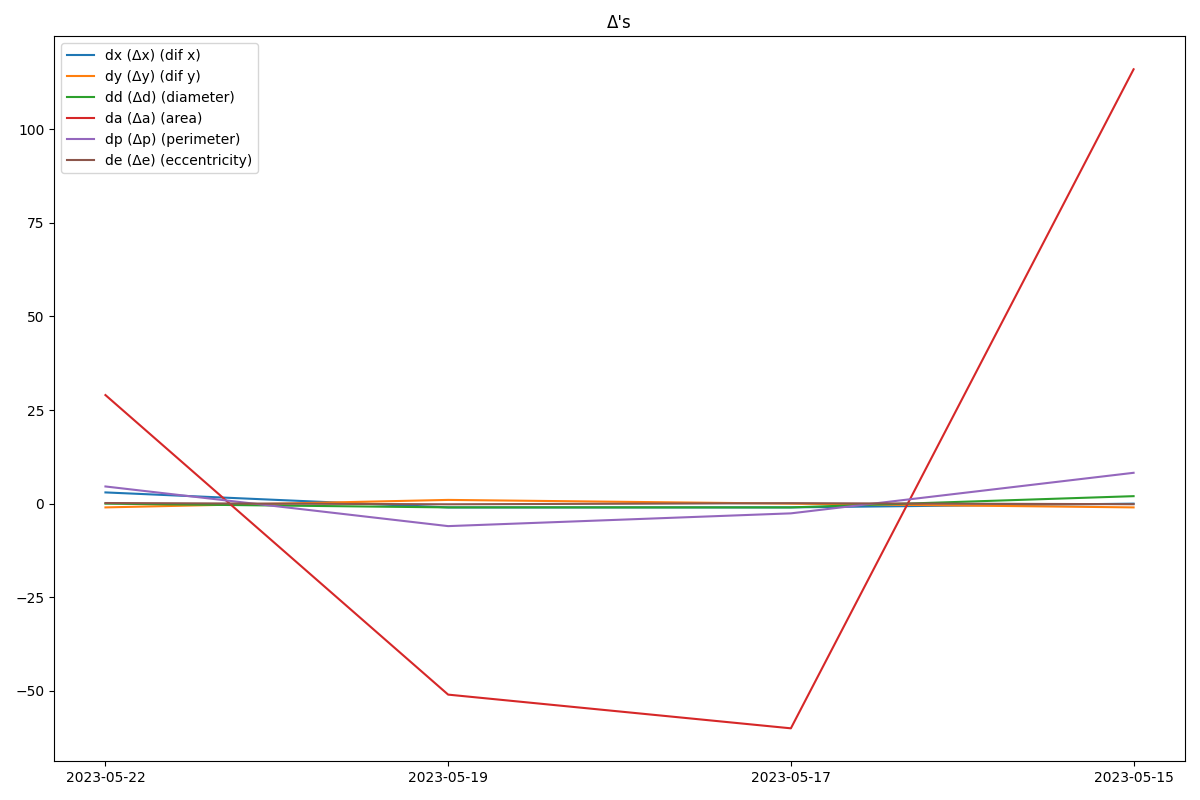 Δ's
dx (Δx) (dif x)
dy (Δy) (dif y)
dd (Δd) (diameter)
da (Δa) (area)
dp (Δp) (perimeter)
de (Δe) (eccentricity)
100
75
50
25
0
−25
−50
2023-05-22 2023-05-19 2023-05-17 2023-05-15